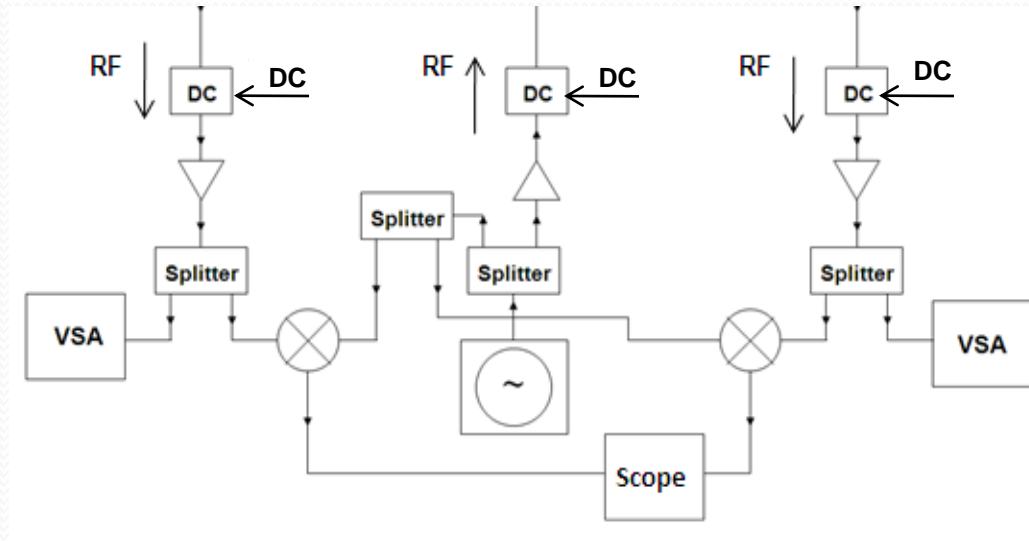 RF
DC
DC
RF
DC
DC
RF
DC
DC
Splitter
Splitter
Splitter
Splitter
VSA
~
VSA
Scope